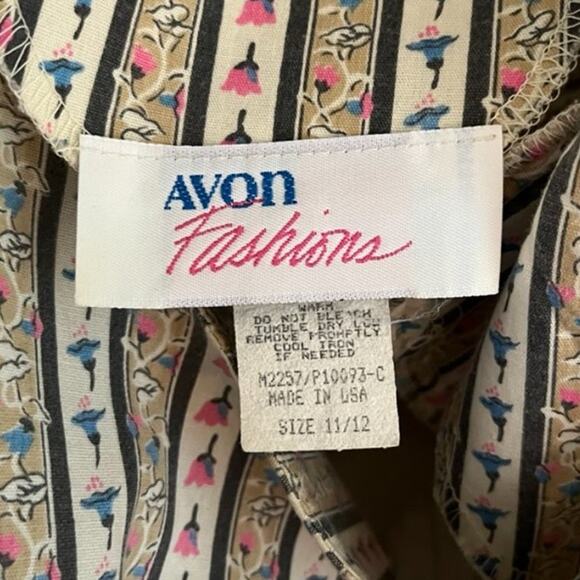 AVON
Fashions
WARM
DO NOT BLEACH
TUMBLE DRY LOW
REMOVE PROMPTLY
COOL IRON
IF NEEDED
M2257/P10093-C
MADE IN USA
SIZE 11/12